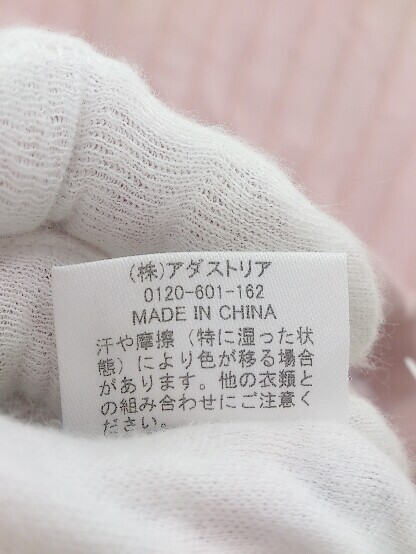 (株)アダストリア
0120-601-162
MADE IN CHINA
汗や摩擦（特に湿った状
態）により色が移る場合
があります。他の衣類と
の組み合わせにご注意く
ださい。